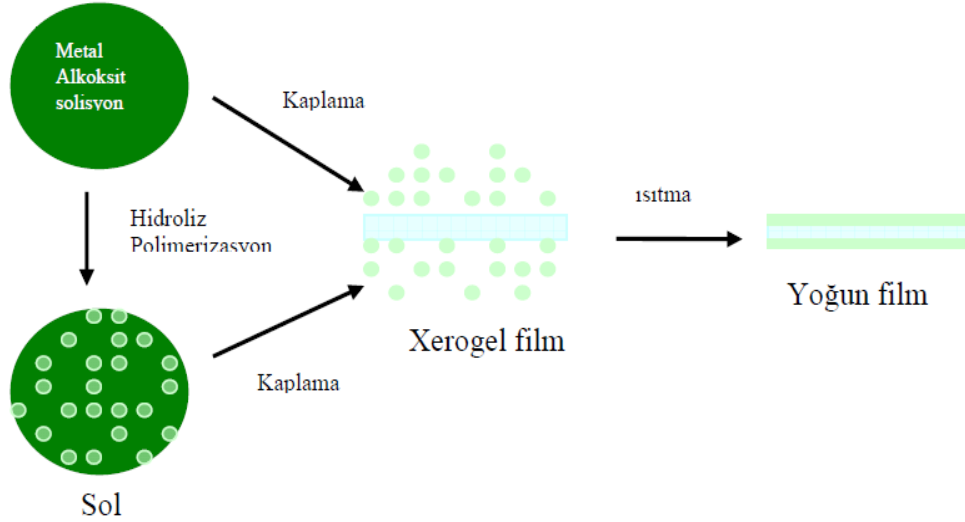 Metal
Alkoksit
solisyon
Kaplama
Hidroliz
Polimerizasyon
ısıtma
Xerogel film
Yoğun film
Kaplama
Sol